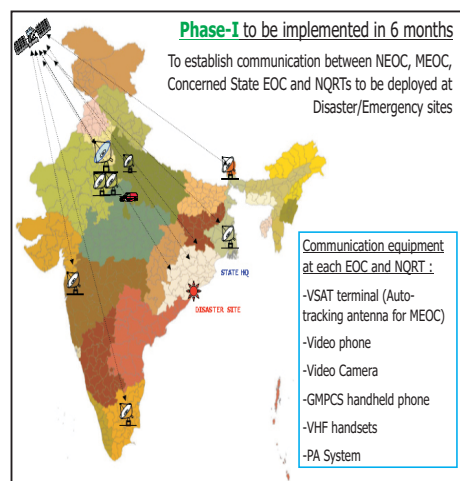 Phase-I to be implemented in 6 months
To establish communication between NEOC, MEOC,
Concerned State EOC and NQRTs to be deployed at
Disaster/Emergency sites
STATE HQ
DISASTER SITE
Communication equipment
at each EOC and NQRT :
-VSAT terminal (Auto-
tracking antenna for MEOC)
-Video phone
-Video Camera
-GMPCS handheld phone
-VHF handsets
-PA System